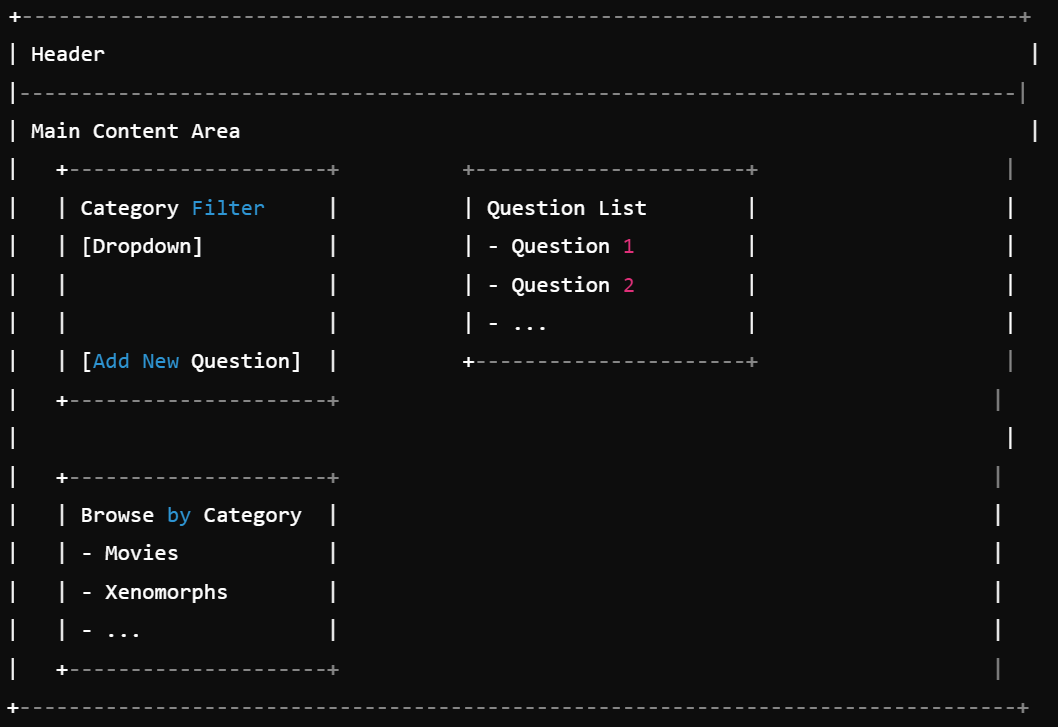 +---------------------------------------------------------------------------------+
| Header                                                                           |
|---------------------------------------------------------------------------------|
| Main Content Area                                                                |
|   +---------------------+          +----------------------+                    |
|   | Category Filter     |          | Question List        |                    |
|   | [Dropdown]          |          | - Question 1         |                    |
|   |                     |          | - Question 2         |                    |
|   |                     |          | - ...                |                    |
|   | [Add New Question]  |          +----------------------+                    |
|   +---------------------+                                                     |
|                                                                                |
|   +---------------------+                                                     |
|   | Browse by Category  |                                                     |
|   | - Movies            |                                                     |
|   | - Xenomorphs        |                                                     |
|   | - ...               |                                                     |
|   +---------------------+                                                     |
+---------------------------------------------------------------------------------+